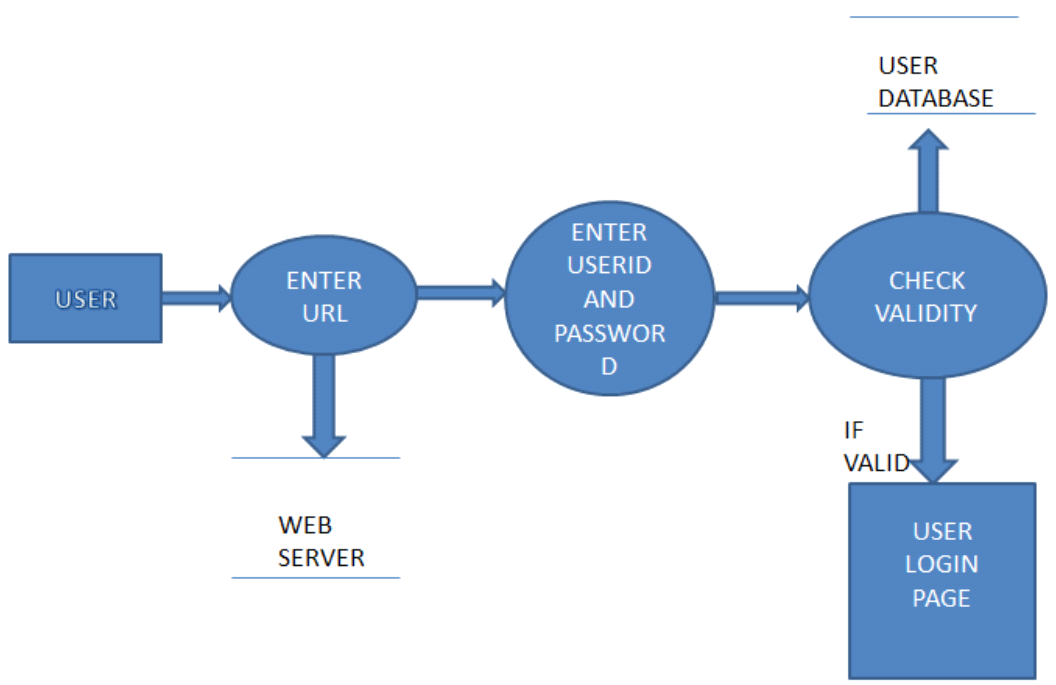 USER
DATABASE
USER
ENTER
URL
ENTER
USERID
AND
PASSWOR
D
CHECK
VALIDITY
IF
VALID
WEB
SERVER
USER
LOGIN
PAGE